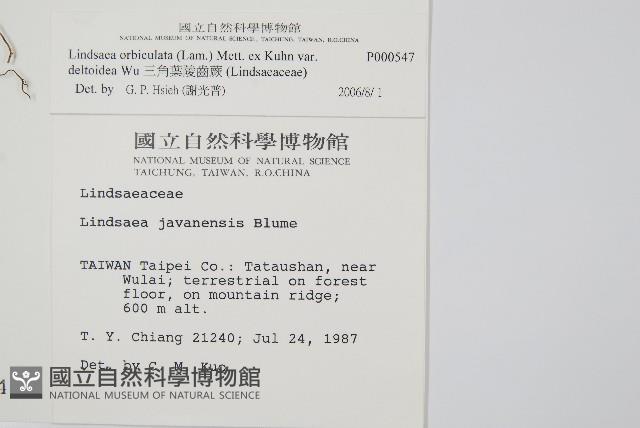 國立自然科學博物館
NATIONAL MUSEUM OF NATURAL SCIENCE, TAICHUNG, TAIWAN, R.O.CHINA
Lindsaea orbiculata (Lam.) Mett. ex Kuhn var. P000547
deltoidea Wu 三角葉陵齒蕨 (Lindsaeaceae)
Det. by G. P. Hsieh (謝光普) 2006/8/1
國立自然科學博物館
NATIONAL MUSEUM OF NATURAL SCIENCE
TAICHUNG, TAIWAN, R.O.CHINA
Lindsaeaceae
Lindsaea javanensis Blume
TAIWAN Taipei Co.: Tataushan, near
Wulai; terrestrial on forest
floor, on mountain ridge;
600 m alt.
T. Y. Chiang 21240; Jul 24, 1987
Det. by C. M. Kuo
4
國立自然科學博物館
NATIONAL MUSEUM OF NATURAL SCIENCE